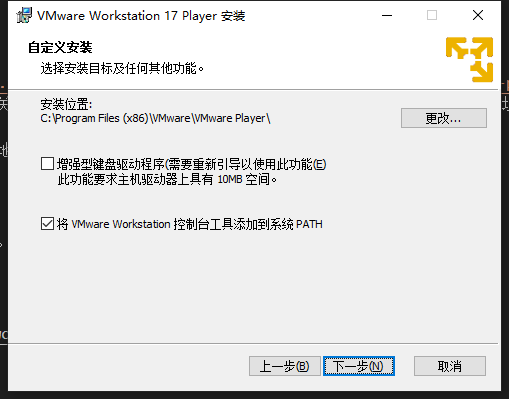 VMware Workstation 17 Player 安装
自定义安装
选择安装目标及任何其他功能。
安装位置:
C:\Program Files (x86)\VMware\VMware Player\
更改...
增强型键盘驱动程序(需要重新引导以使用此功能(E)
此功能要求主机驱动器上具有 10MB 空间。
将 VMware Workstation 控制台工具添加到系统 PATH
上一步(B)
下一步(N)
取消